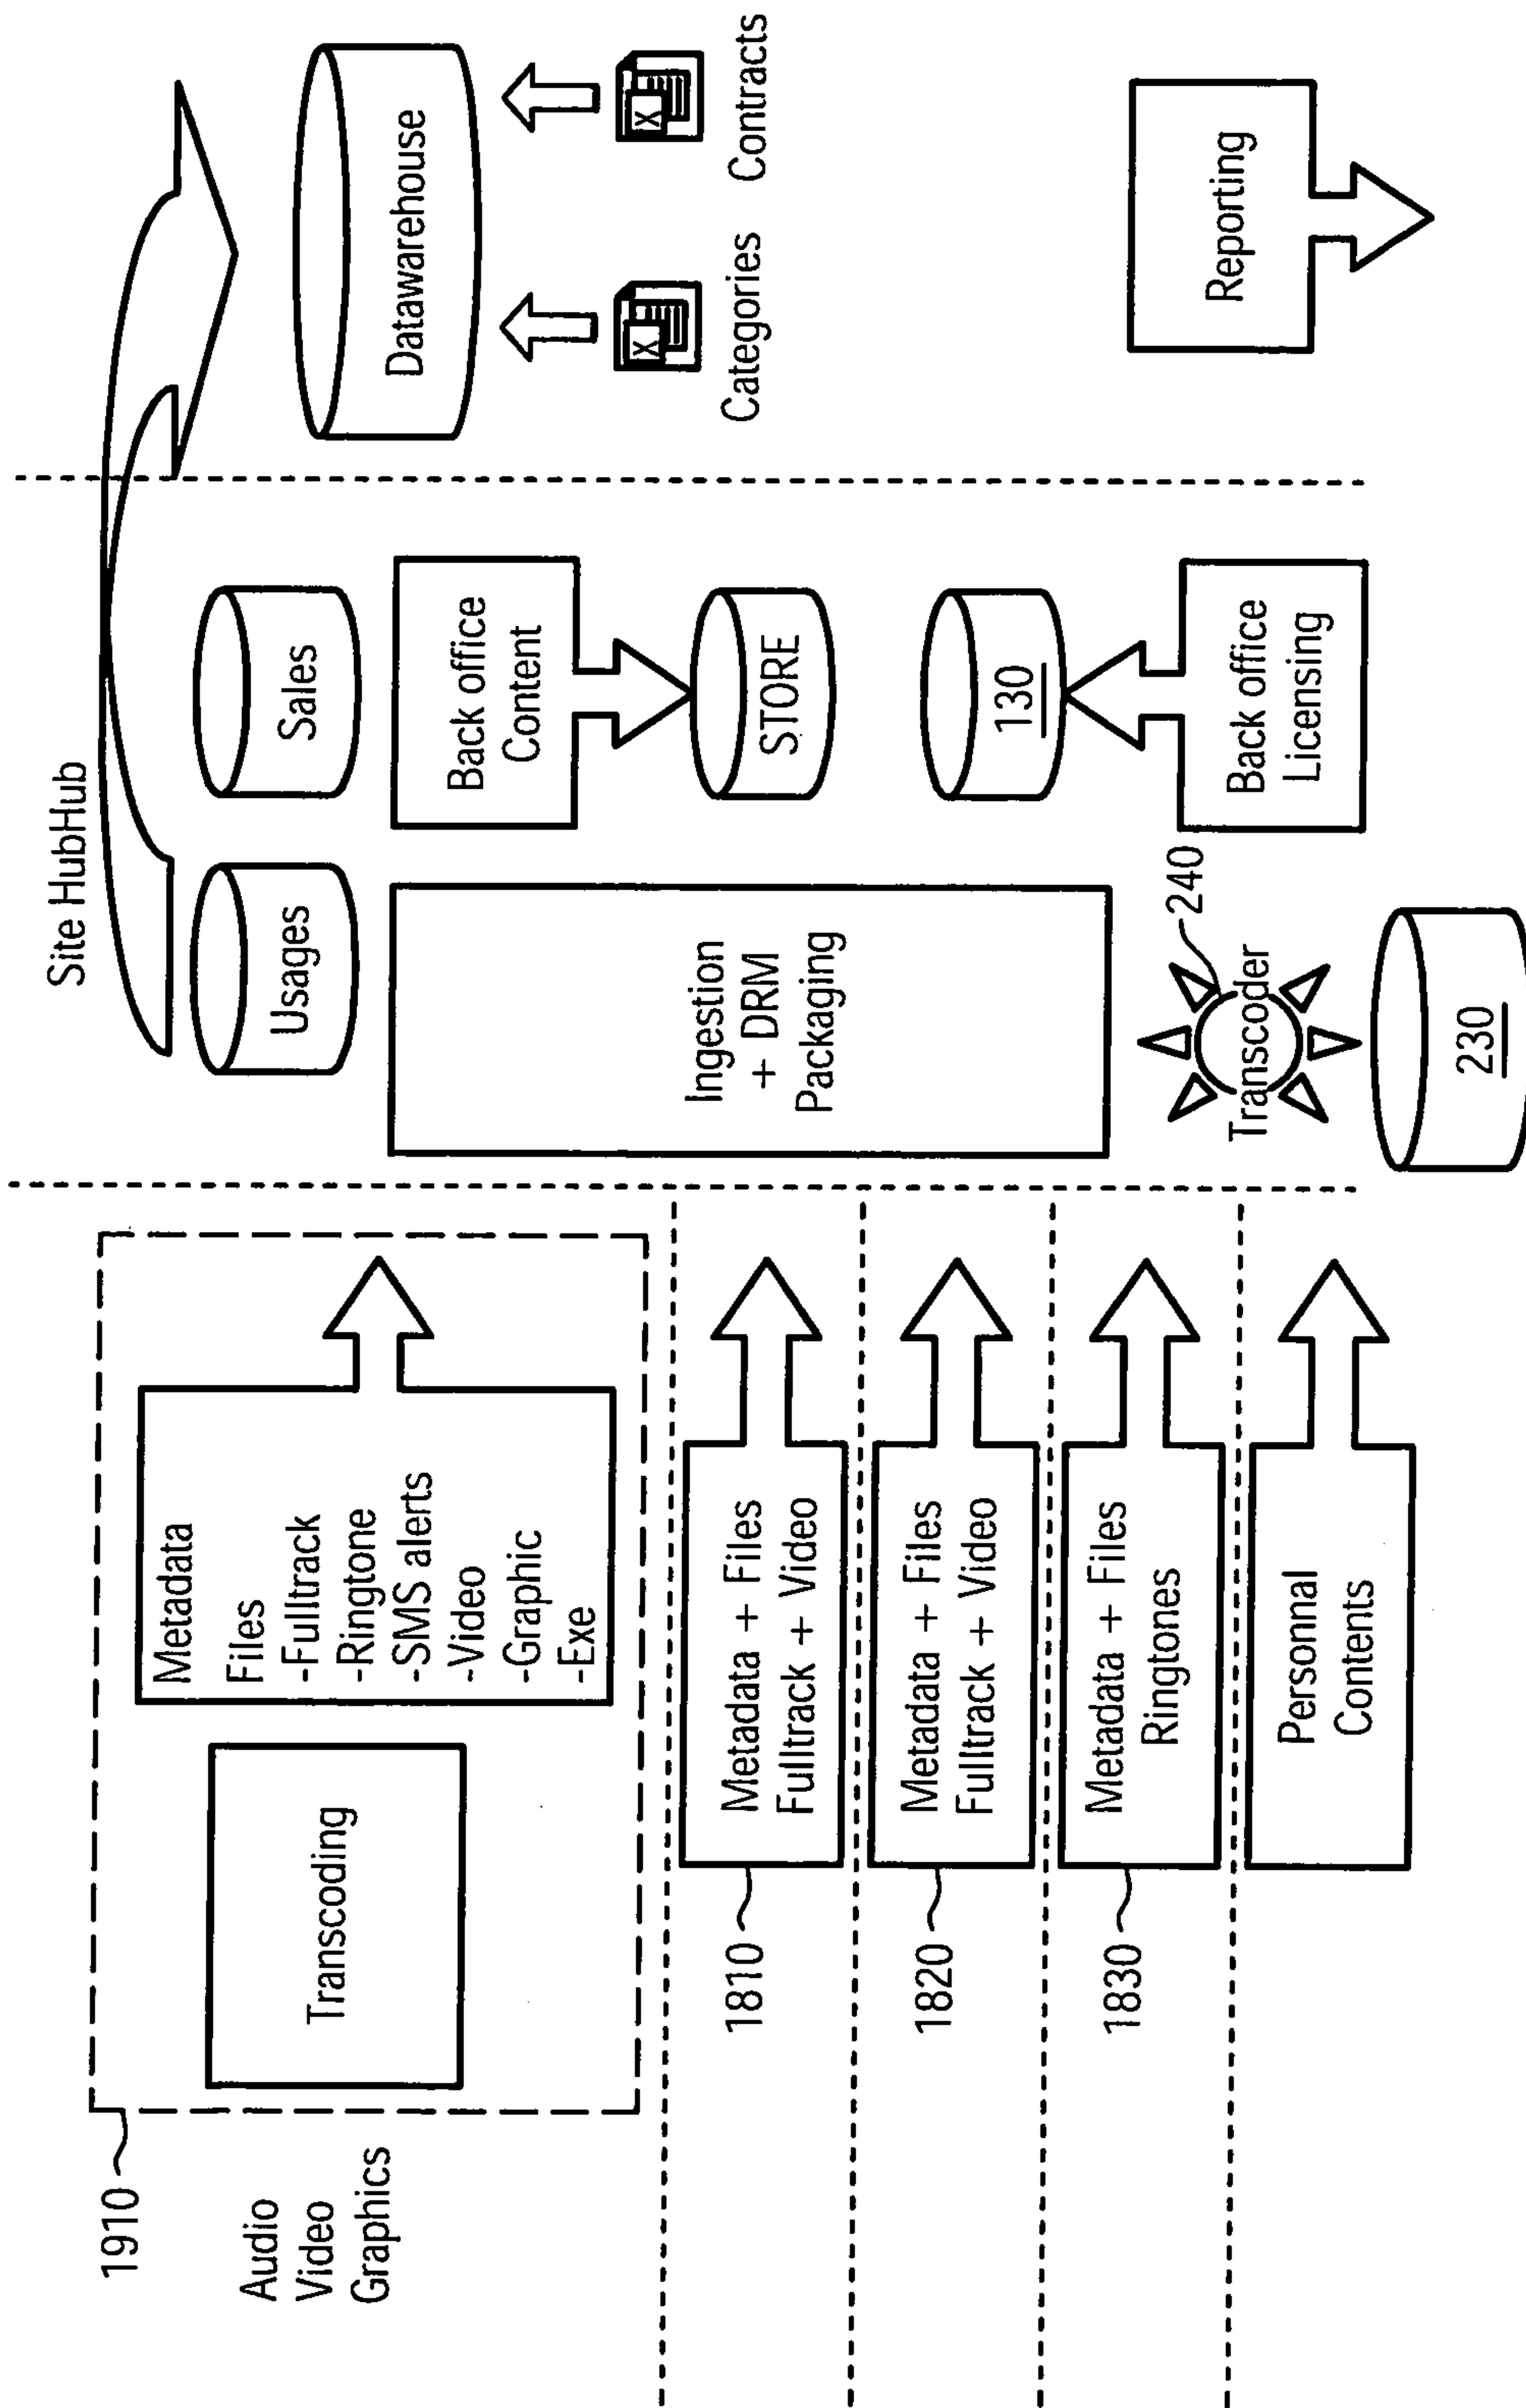 1910
Audio
Video
Graphics
Transcoding
Metadata
Files
-Fulltrack
-Ringtone
-SMS alerts
-Video
-Graphic
-Exe
1810
Metadata + Files
Fulltrack + Video
1820
Metadata + Files
Fulltrack + Video
1830
Metadata + Files
Ringtones
Personnal
Contents
Site HubHub
Usages
Sales
Ingestion
+ DRM
Packaging
Back office
Content
STORE
130
Back office
Licensing
Transcoder
240
230
Datawarehouse
X
X
Categories
Contracts
Reporting